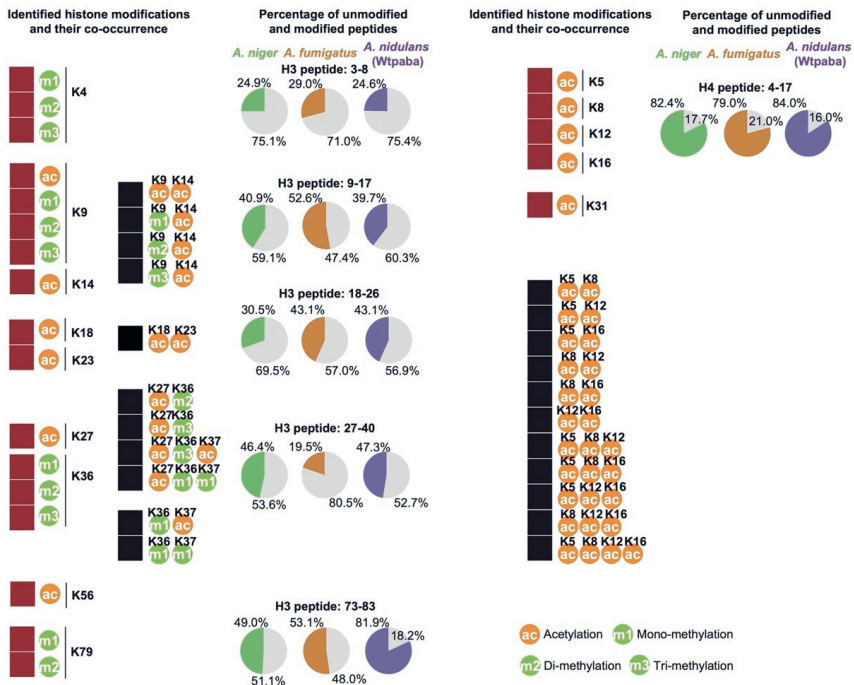 Identified histone modifications
and their co-occurrence
Percentage of unmodified
and modified peptides
A. niger A. fumigatus A. nidulans
(Wtpaba)
H3 peptide: 3-8
m1
m2
m3
K4
24.9% 29.0% 24.6%
75.1% 71.0% 75.4%
ac
m1
m2
m3
K9
ac
K14
K9 K14
ac ac
K9 K14
m1 ac
K9 K14
m2 ac
K9 K14
m3 ac
H3 peptide: 9-17
40.9% 52.6% 39.7%
59.1% 47.4% 60.3%
ac
K18
ac
K23
K18 K23
ac ac
H3 peptide: 18-26
30.5% 43.1% 43.1%
69.5% 57.0% 56.9%
ac
K27
m1
m2
m3
K36
K27 K36
ac m2
K27 K36
ac m3
K27 K36 K37
ac m3 ac
K27 K36 K37
ac m1 m1
K36 K37
m1 ac
K36 K37
m1 m1
H3 peptide: 27-40
46.4% 19.5% 47.3%
53.6% 80.5% 52.7%
ac
K56
m1
m2
K79
H3 peptide: 73-83
49.0% 53.1% 81.9%
18.2%
51.1% 48.0%
Identified histone modifications
and their co-occurrence
Percentage of unmodified
and modified peptides
A. niger A. fumigatus A. nidulans
(Wtpaba)
ac K5
ac K8
ac K12
ac K16
ac K31
H4 peptide: 4-17
82.4% 79.0% 84.0%
17.7% 21.0% 16.0%
K5 K8
ac ac
K5 K12
ac ac
K5 K16
ac ac
K8 K12
ac ac
K8 K16
ac ac
K12 K16
ac ac
K5 K8 K12
ac ac ac
K5 K8 K16
ac ac ac
K5 K12 K16
ac ac ac
K8 K12 K16
ac ac ac
K5 K8 K12 K16
ac ac ac ac
ac Acetylation m1 Mono-methylation
m2 Di-methylation m3 Tri-methylation